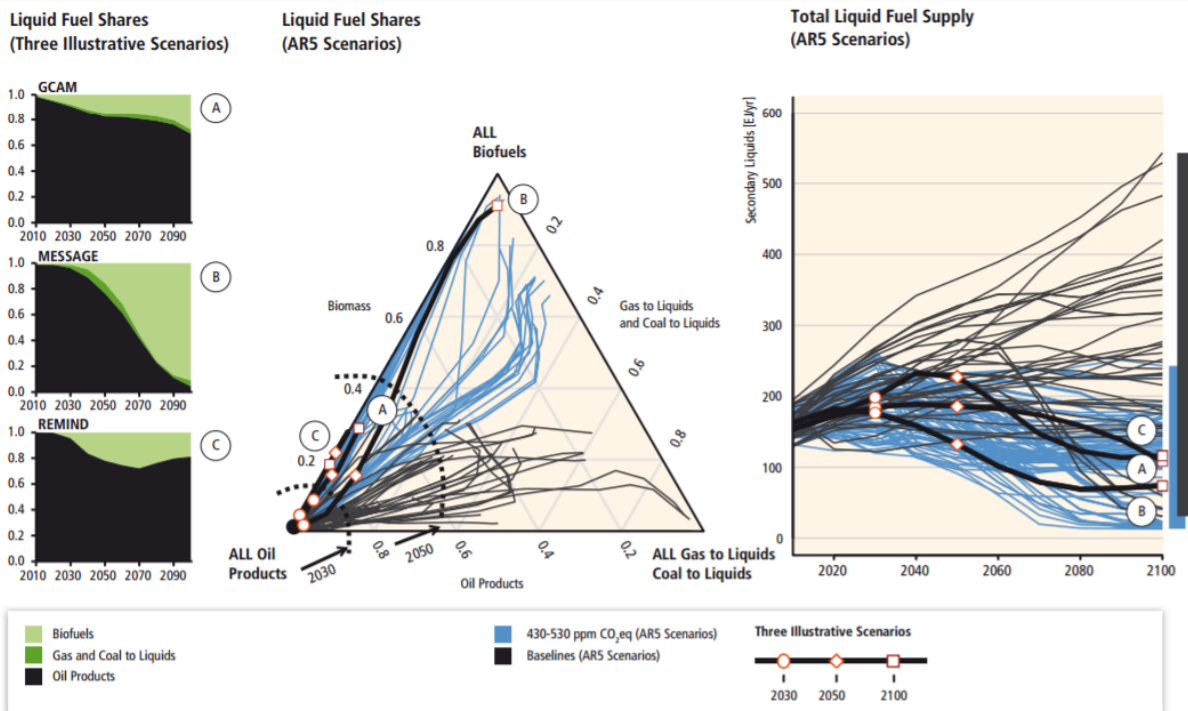 Liquid Fuel Shares
(Three Illustrative Scenarios)
GCAM
1.0
0.8
0.6
0.4
0.2
0.0
2010 2030 2050 2070 2090
A
MESSAGE
1.0
0.8
0.6
0.4
0.2
0.0
2010 2030 2050 2070 2090
B
REMIND
1.0
0.8
0.6
0.4
0.2
0.0
2010 2030 2050 2070 2090
C
Liquid Fuel Shares
(AR5 Scenarios)
ALL
Biofuels
B
0.2
0.8
0.4
Biomass
Gas to Liquids
and Coal to Liquids
0.6
0.6
0.4
A
C
0.8
0.2
ALL Oil
Products
2030
0.8
2050
0.6
0.4
0.2
ALL Gas to Liquids
Coal to Liquids
Oil Products
Total Liquid Fuel Supply
(AR5 Scenarios)
Secondary Liquids [EJ/yr]
600
500
400
300
200
100
0
C
A
B
2020 2040 2060 2080 2100
Biofuels
Gas and Coal to Liquids
Oil Products
430-530 ppm CO₂eq (AR5 Scenarios)
Baselines (AR5 Scenarios)
Three Illustrative Scenarios
2030 2050 2100